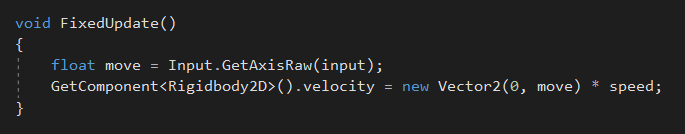 void FixedUpdate()
{
    float move = Input.GetAxisRaw(input);
    GetComponent<Rigidbody2D>().velocity = new Vector2(0, move) * speed;
}